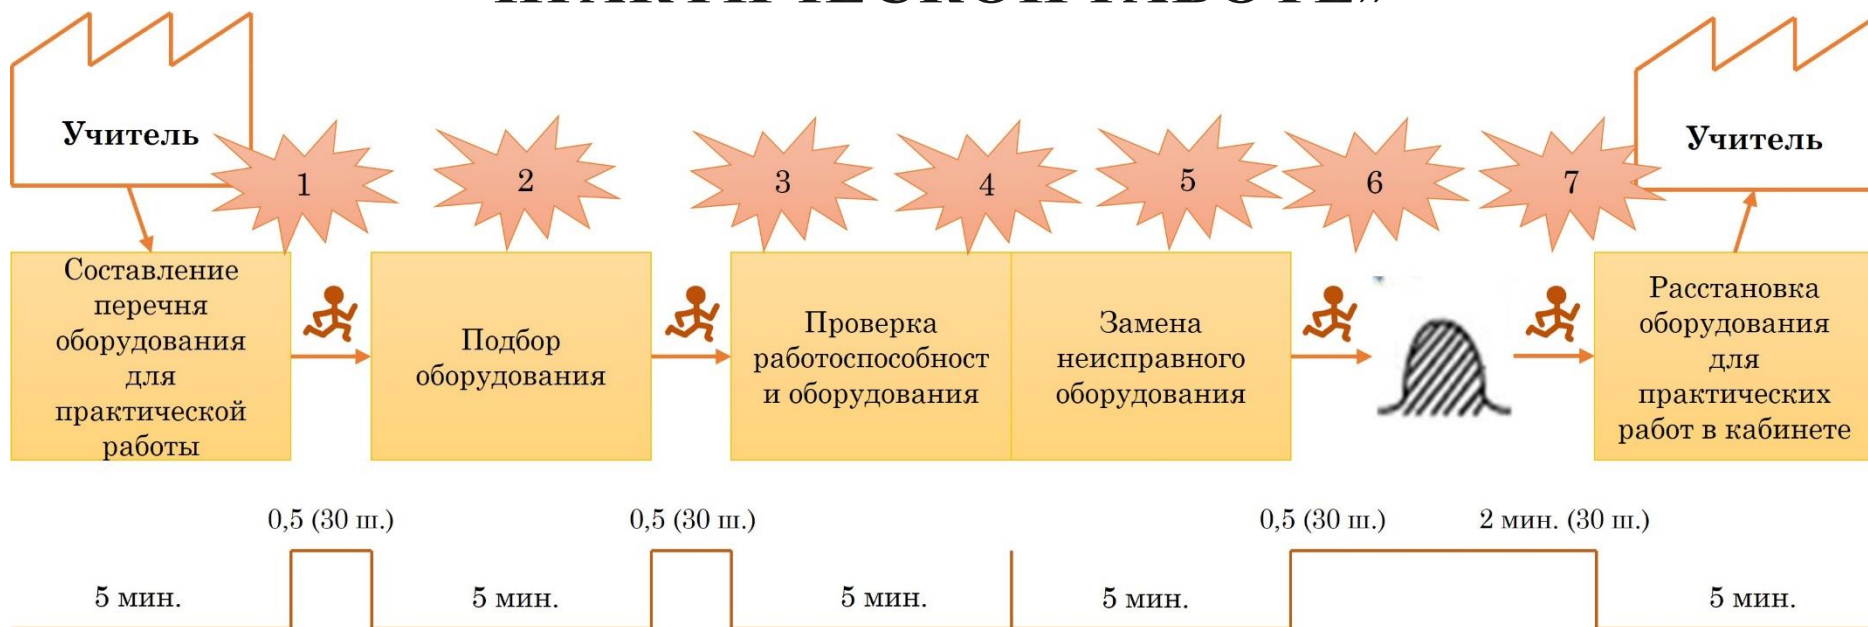 Учитель
1
2
3
4
5
6
7
Учитель
Составление
перечня
оборудования
для
практической
работы
Подбор
оборудования
Проверка
работоспособност
и оборудования
Замена
неисправного
оборудования
Расстановка
оборудования
для
практических
работ в кабинете
0,5 (30 ш.)
0,5 (30 ш.)
0,5 (30 ш.)
2 мин. (30 ш.)
5 мин.
5 мин.
5 мин.
5 мин.
5 мин.